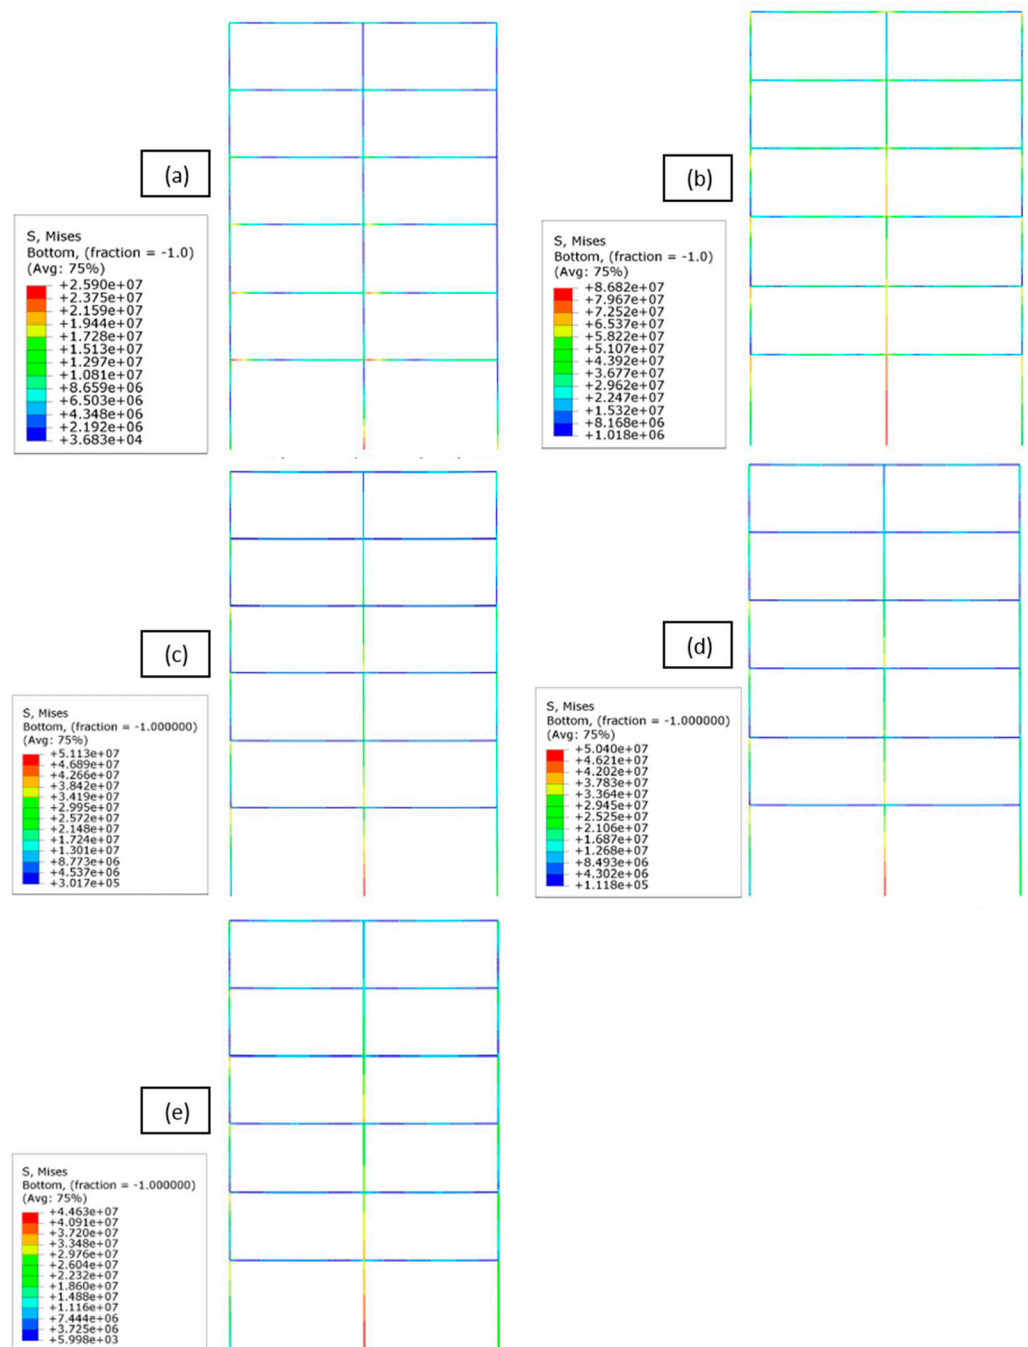 (a)
S, Mises
Bottom, (fraction = -1.0)
(Avg: 75%)
+2.590e+07
+2.375e+07
+2.159e+07
+1.944e+07
+1.728e+07
+1.513e+07
+1.297e+07
+1.081e+07
+8.659e+06
+6.503e+06
+4.348e+06
+2.192e+06
+3.683e+04
(b)
S, Mises
Bottom, (fraction = -1.0)
(Avg: 75%)
+8.682e+07
+7.967e+07
+7.252e+07
+6.537e+07
+5.822e+07
+5.107e+07
+4.392e+07
+3.677e+07
+2.962e+07
+2.247e+07
+1.532e+07
+8.168e+06
+1.018e+06
(c)
S, Mises
Bottom, (fraction = -1.000000)
(Avg: 75%)
+5.113e+07
+4.689e+07
+4.266e+07
+3.842e+07
+3.419e+07
+2.995e+07
+2.572e+07
+2.148e+07
+1.724e+07
+1.301e+07
+8.773e+06
+4.537e+06
+3.017e+05
(d)
S, Mises
Bottom, (fraction = -1.000000)
(Avg: 75%)
+5.040e+07
+4.621e+07
+4.202e+07
+3.783e+07
+3.364e+07
+2.945e+07
+2.525e+07
+2.106e+07
+1.687e+07
+1.268e+07
+8.493e+06
+4.302e+06
+1.118e+05
(e)
S, Mises
Bottom, (fraction = -1.000000)
(Avg: 75%)
+4.463e+07
+4.091e+07
+3.720e+07
+3.348e+07
+2.976e+07
+2.604e+07
+2.232e+07
+1.860e+07
+1.488e+07
+1.116e+07
+7.444e+06
+3.725e+06
+5.998e+03